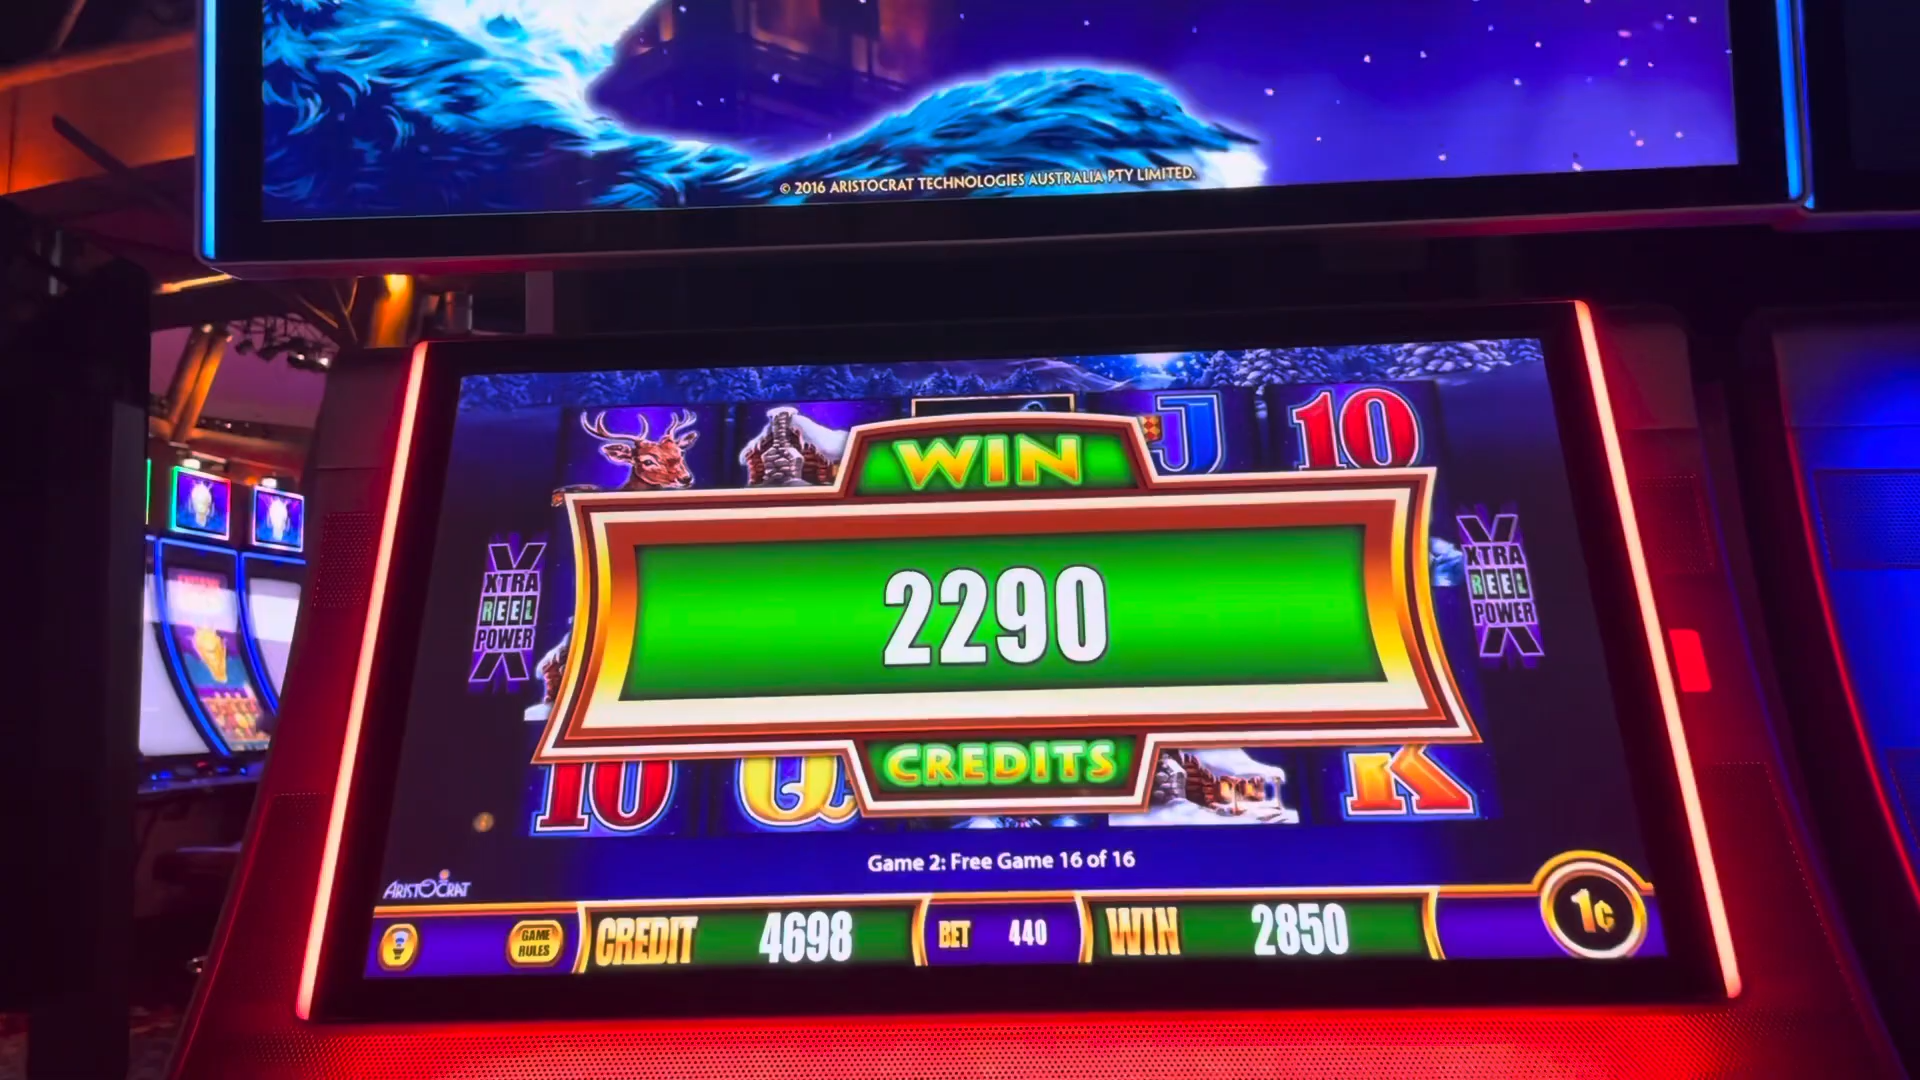 © 2016 ARISTOCRAT TECHNOLOGIES AUSTRALIA PTY LIMITED.
J
10
WIN
XTRA
REEL
POWER
2290
XTRA
REEL
POWER
CREDITS
10
Q
K
Game 2: Free Game 16 of 16
ARISTOCRAT
GAME
RULES
CREDIT 4698
BET 440
WIN 2850
1¢